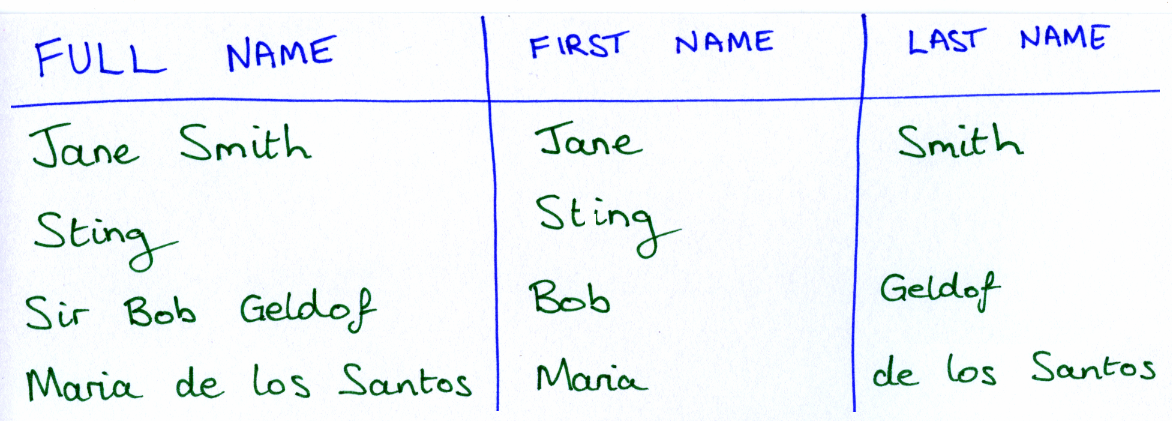 FULL NAME FIRST NAME LAST NAME
Jane Smith Jane Smith
Sting Sting
Sir Bob Geldof Bob Geldof
Maria de los Santos Maria de los Santos